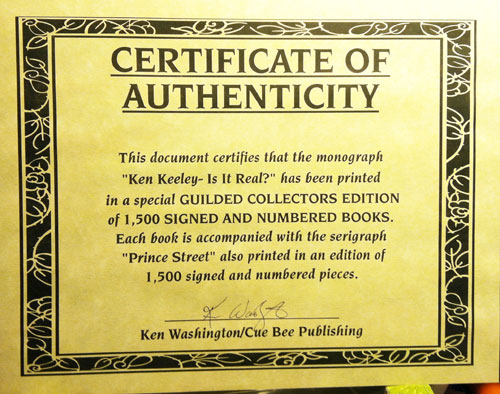 CERTIFICATE OF
AUTHENTICITY
This document certifies that the monograph
"Ken Keeley- Is It Real?" has been printed
in a special GUILDED COLLECTORS EDITION
of 1,500 SIGNED AND NUMBERED BOOKS.
Each book is accompanied with the serigraph
"Prince Street" also printed in an edition of
1,500 signed and numbered pieces.
Ken Washington/Cue Bee Publishing